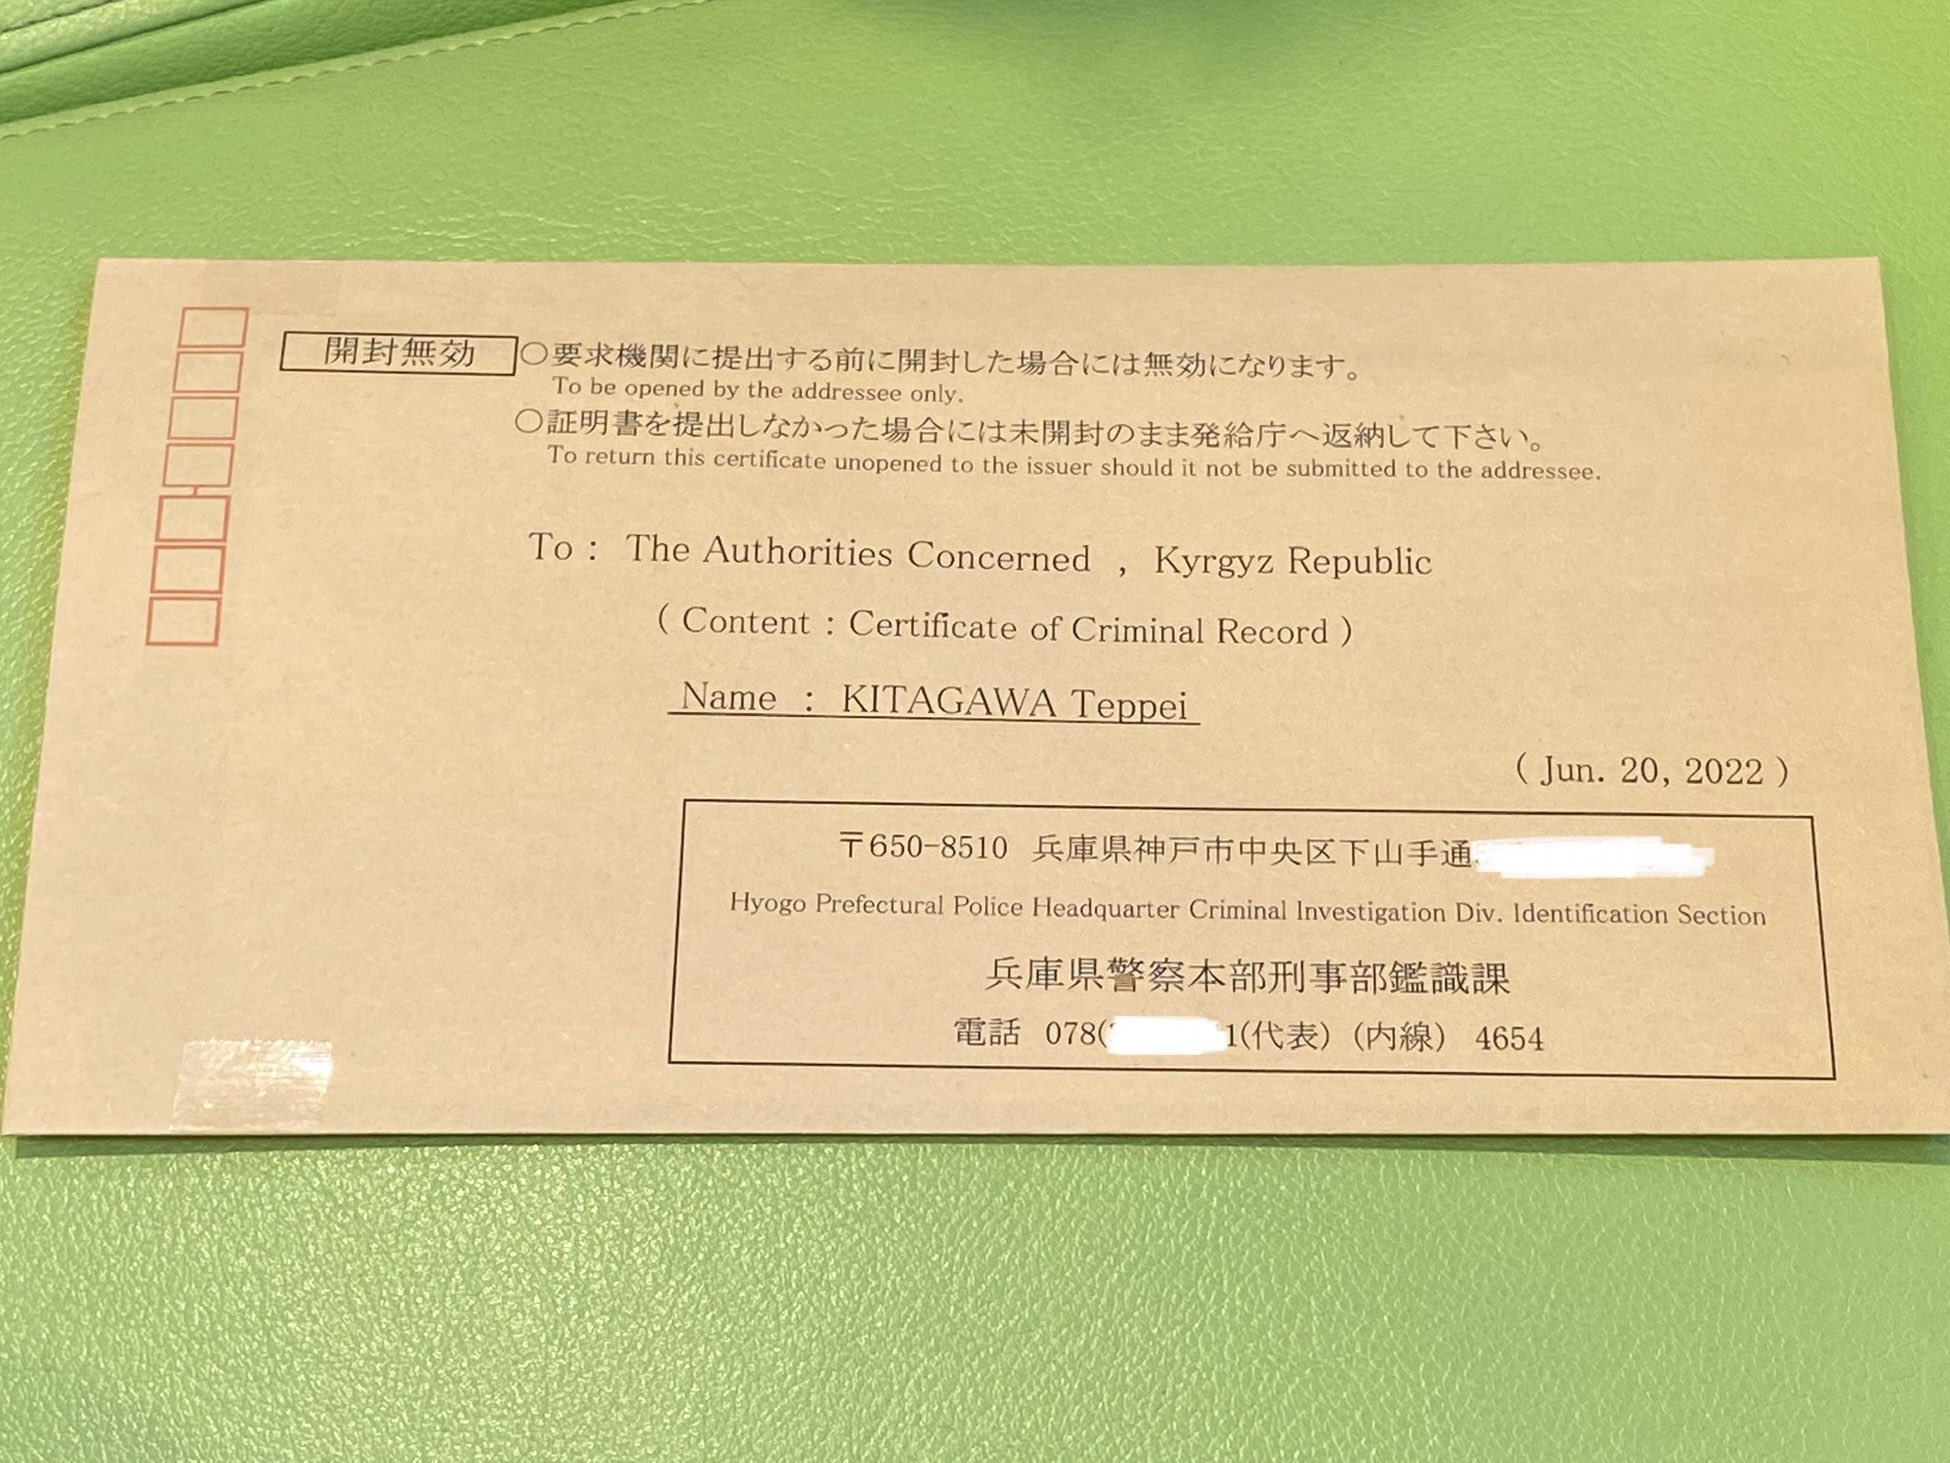 開封無効
○要求機関に提出する前に開封した場合には無効になります。
To be opened by the addressee only.
○証明書を提出しなかった場合には未開封のまま発給庁へ返納して下さい。
To return this certificate unopened to the issuer should it not be submitted to the addressee.
To : The Authorities Concerned , Kyrgyz Republic
( Content : Certificate of Criminal Record )
Name : KITAGAWA Teppei
( Jun. 20, 2022 )
〒650-8510 兵庫県神戸市中央区下山手通
Hyogo Prefectural Police Headquarter Criminal Investigation Div. Identification Section
兵庫県警察本部刑事部鑑識課
電話 078( 1(代表) (内線) 4654